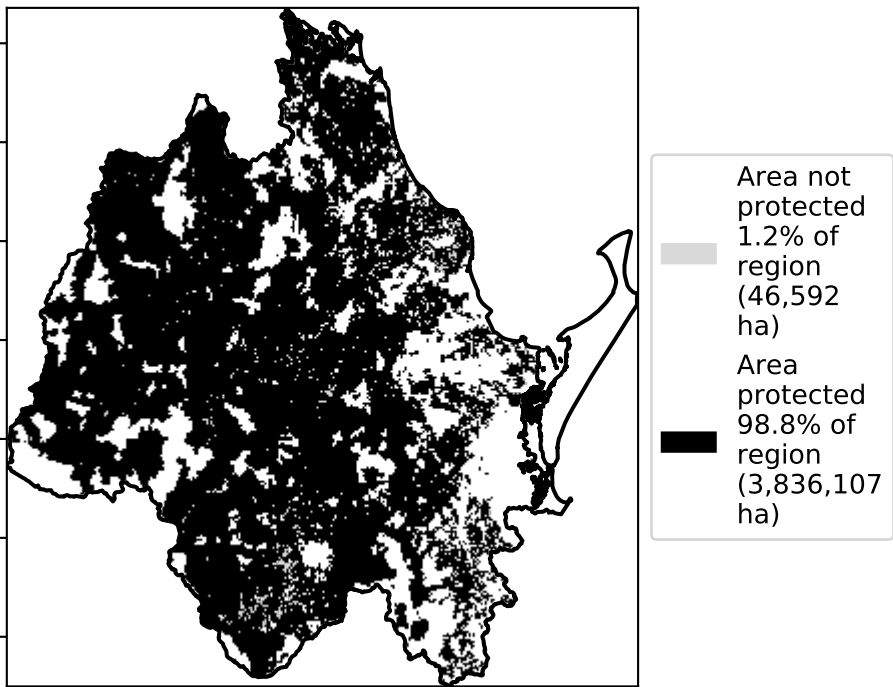 Area not
protected
1.2% of
region
(46,592
ha)
Area
protected
98.8% of
region
(3,836,107
ha)